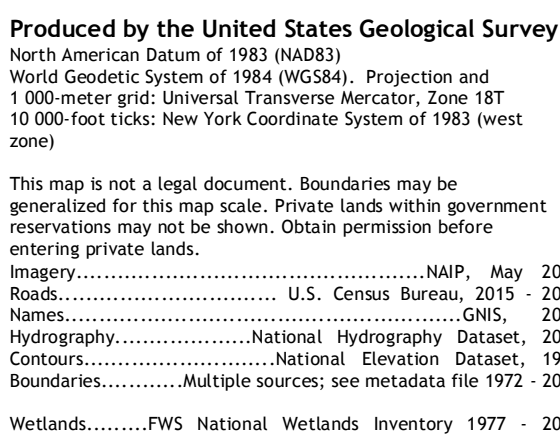 Produced by the United States Geological Survey
North American Datum of 1983 (NAD83)
World Geodetic System of 1984 (WGS84). Projection and
1 000-meter grid: Universal Transverse Mercator, Zone 18T
10 000-foot ticks: New York Coordinate System of 1983 (west
zone)
This map is not a legal document. Boundaries may be
generalized for this map scale. Private lands within government
reservations may not be shown. Obtain permission before
entering private lands.
Imagery..............................................NAIP, May 20
Roads............................ U.S. Census Bureau, 2015 - 20
Names....................................................GNIS, 20
Hydrography..................National Hydrography Dataset, 20
Contours.........................National Elevation Dataset, 19
Boundaries............Multiple sources; see metadata file 1972 - 20
Wetlands.........FWS National Wetlands Inventory 1977 - 20